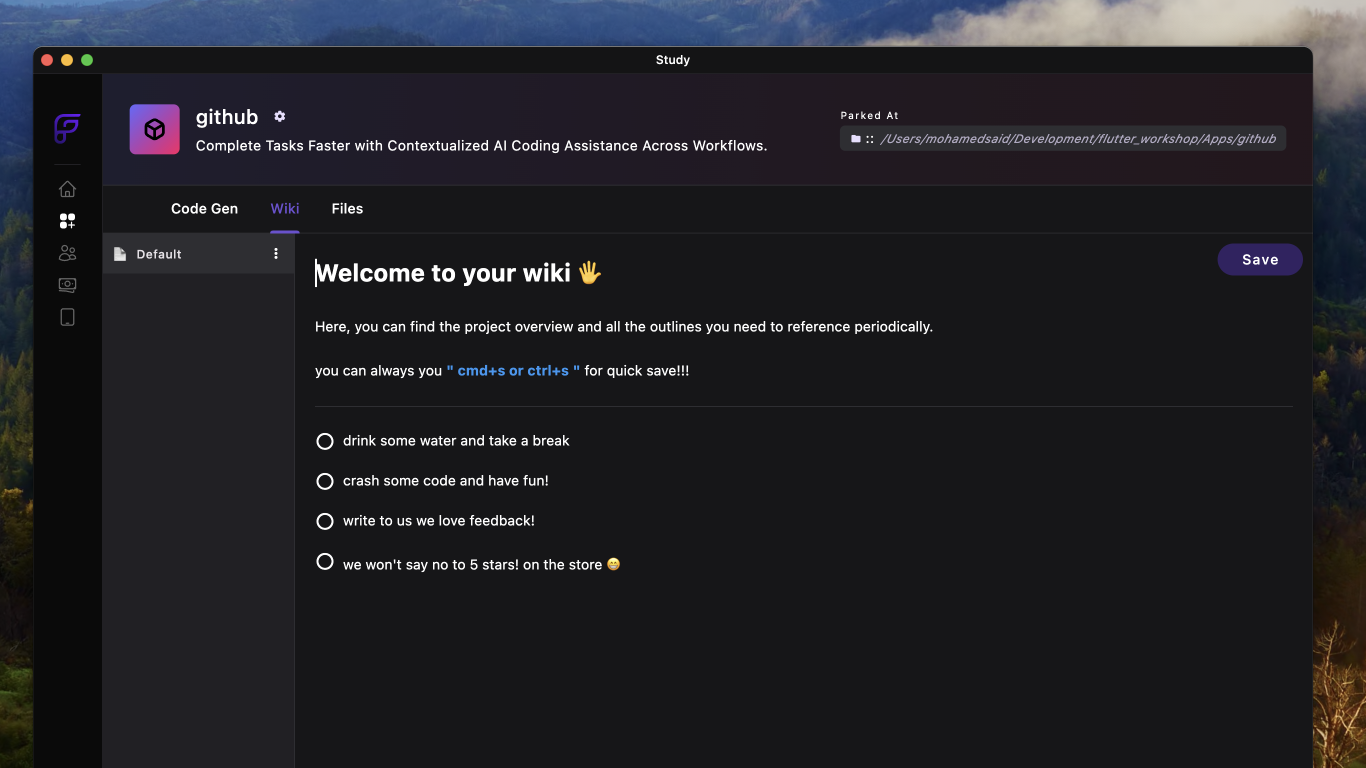 Study
github
Complete Tasks Faster with Contextualized AI Coding Assistance Across Workflows.
Parked At
:: /Users/mohamedsaid/Development/flutter_workshop/Apps/github
Code Gen Wiki Files
Default
Save
Welcome to your wiki 🖐
Here, you can find the project overview and all the outlines you need to reference periodically.
you can always you " cmd+s or ctrl+s " for quick save!!!
drink some water and take a break
crash some code and have fun!
write to us we love feedback!
we won't say no to 5 stars! on the store 😁